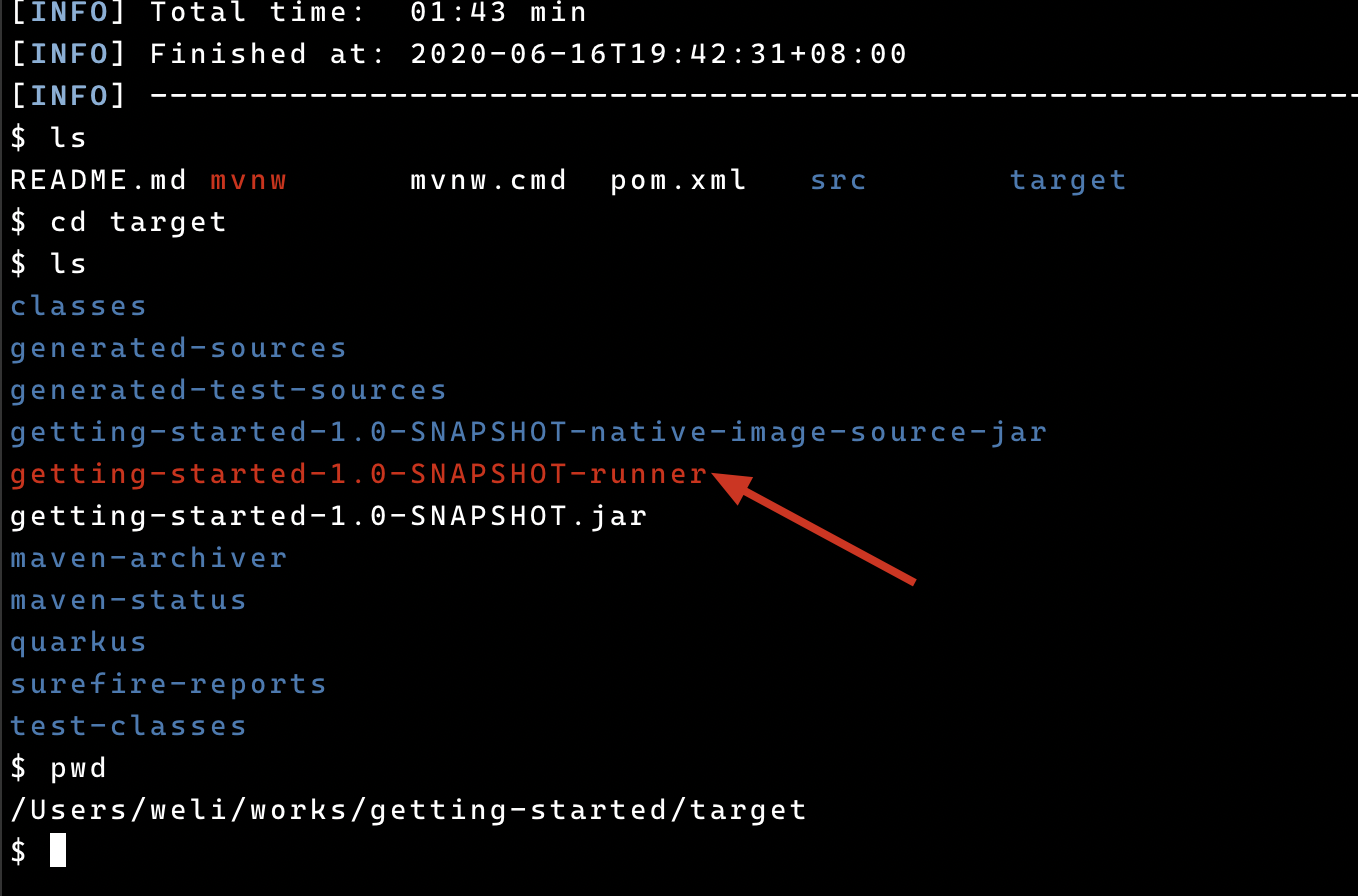 [INFO] Total time:  01:43 min
[INFO] Finished at: 2020-06-16T19:42:31+08:00
[INFO] -------------------------------------------------------------
$ ls
README.md mvnw      mvnw.cmd  pom.xml   src       target
$ cd target
$ ls
classes
generated-sources
generated-test-sources
getting-started-1.0-SNAPSHOT-native-image-source-jar
getting-started-1.0-SNAPSHOT-runner
getting-started-1.0-SNAPSHOT.jar
maven-archiver
maven-status
quarkus
surefire-reports
test-classes
$ pwd
/Users/weli/works/getting-started/target
$